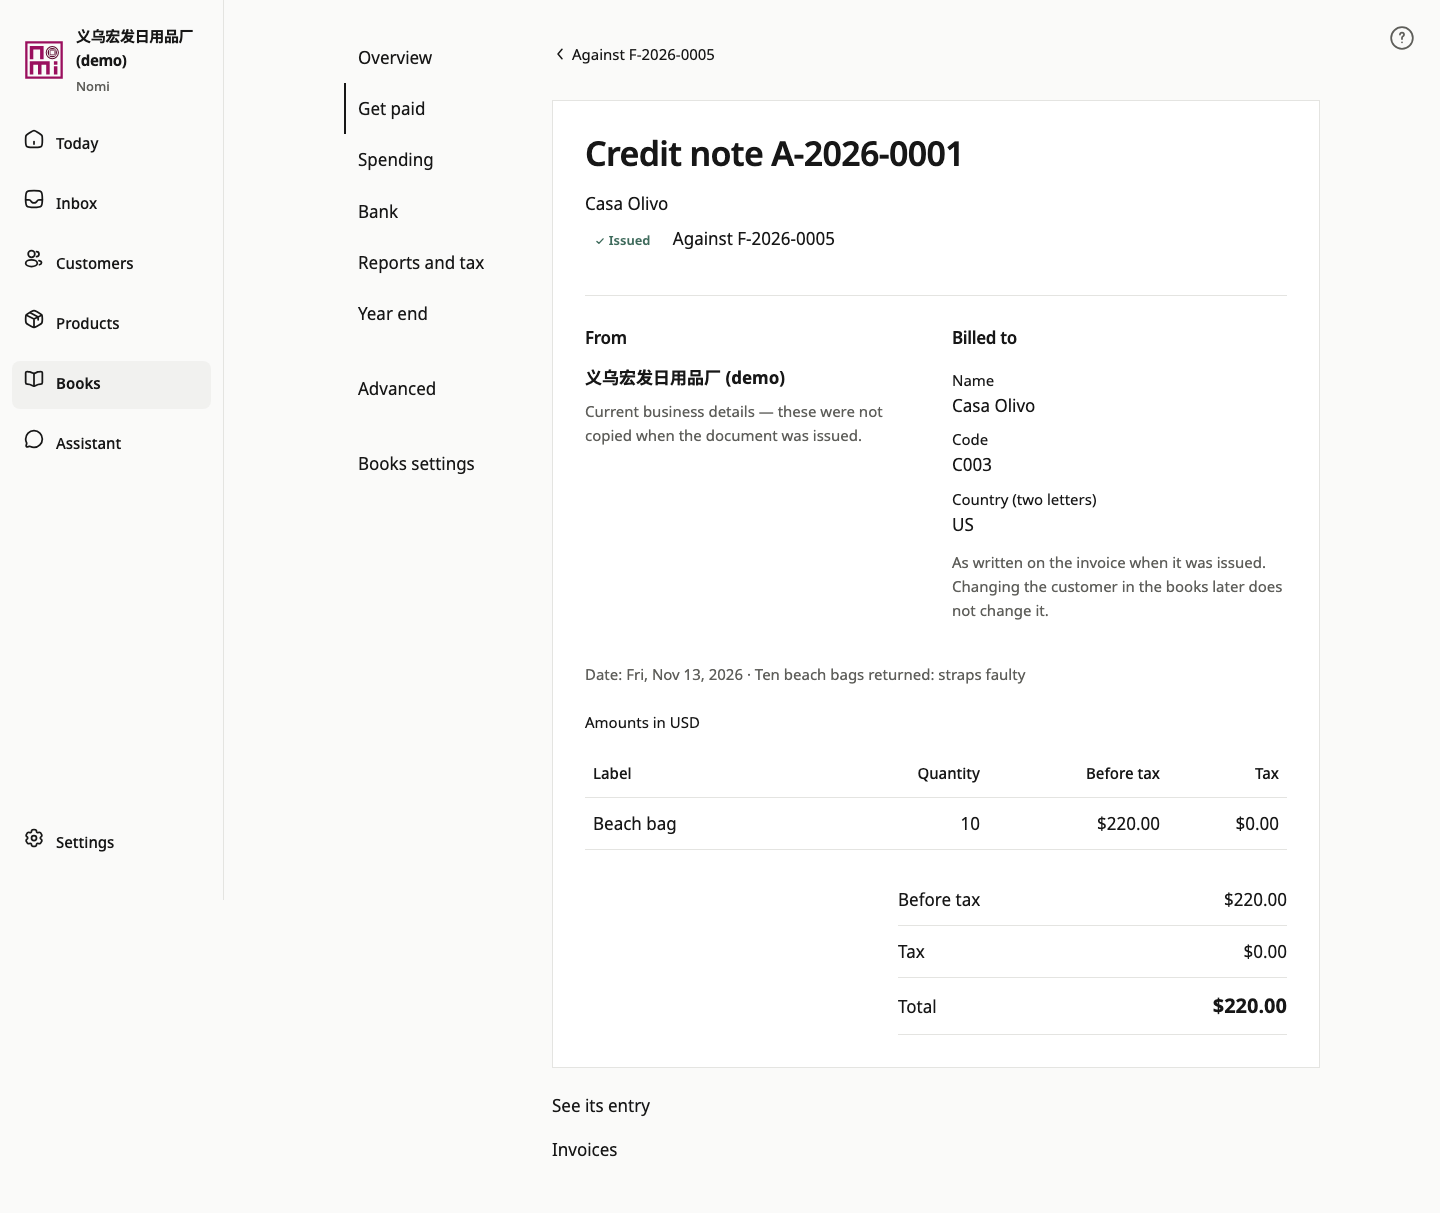 义乌宏发日用品厂
(demo)
Nomi
Today
Inbox
Customers
Products
Books
Assistant
Settings
Overview
Get paid
Spending
Bank
Reports and tax
Year end
Advanced
Books settings
Against F-2026-0005
Credit note A-2026-0001
Casa Olivo
Issued Against F-2026-0005
From
义乌宏发日用品厂 (demo)
Current business details — these were not
copied when the document was issued.
Billed to
Name
Casa Olivo
Code
C003
Country (two letters)
US
As written on the invoice when it was issued.
Changing the customer in the books later does
not change it.
Date: Fri, Nov 13, 2026 · Ten beach bags returned: straps faulty
Amounts in USD
Label Quantity Before tax Tax
Beach bag 10 $220.00 $0.00
Before tax $220.00
Tax $0.00
Total $220.00
See its entry
Invoices